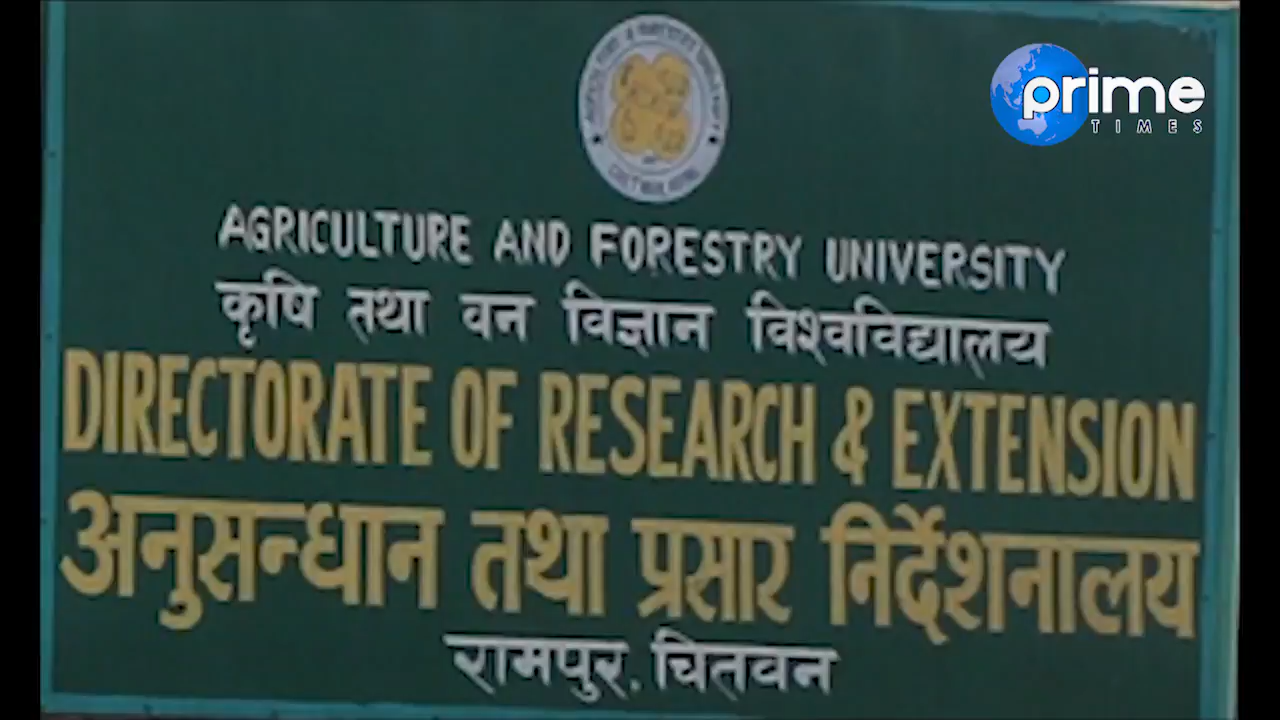 prime
TIMES
AGRICULTURE AND FORESTRY UNIVERSITY
कृषि तथा वन विज्ञान विश्वविद्यालय
DIRECTORATE OF RESEARCH & EXTENSION
अनुसन्धान तथा प्रसार निर्देशनालय
रामपुर, चितवन